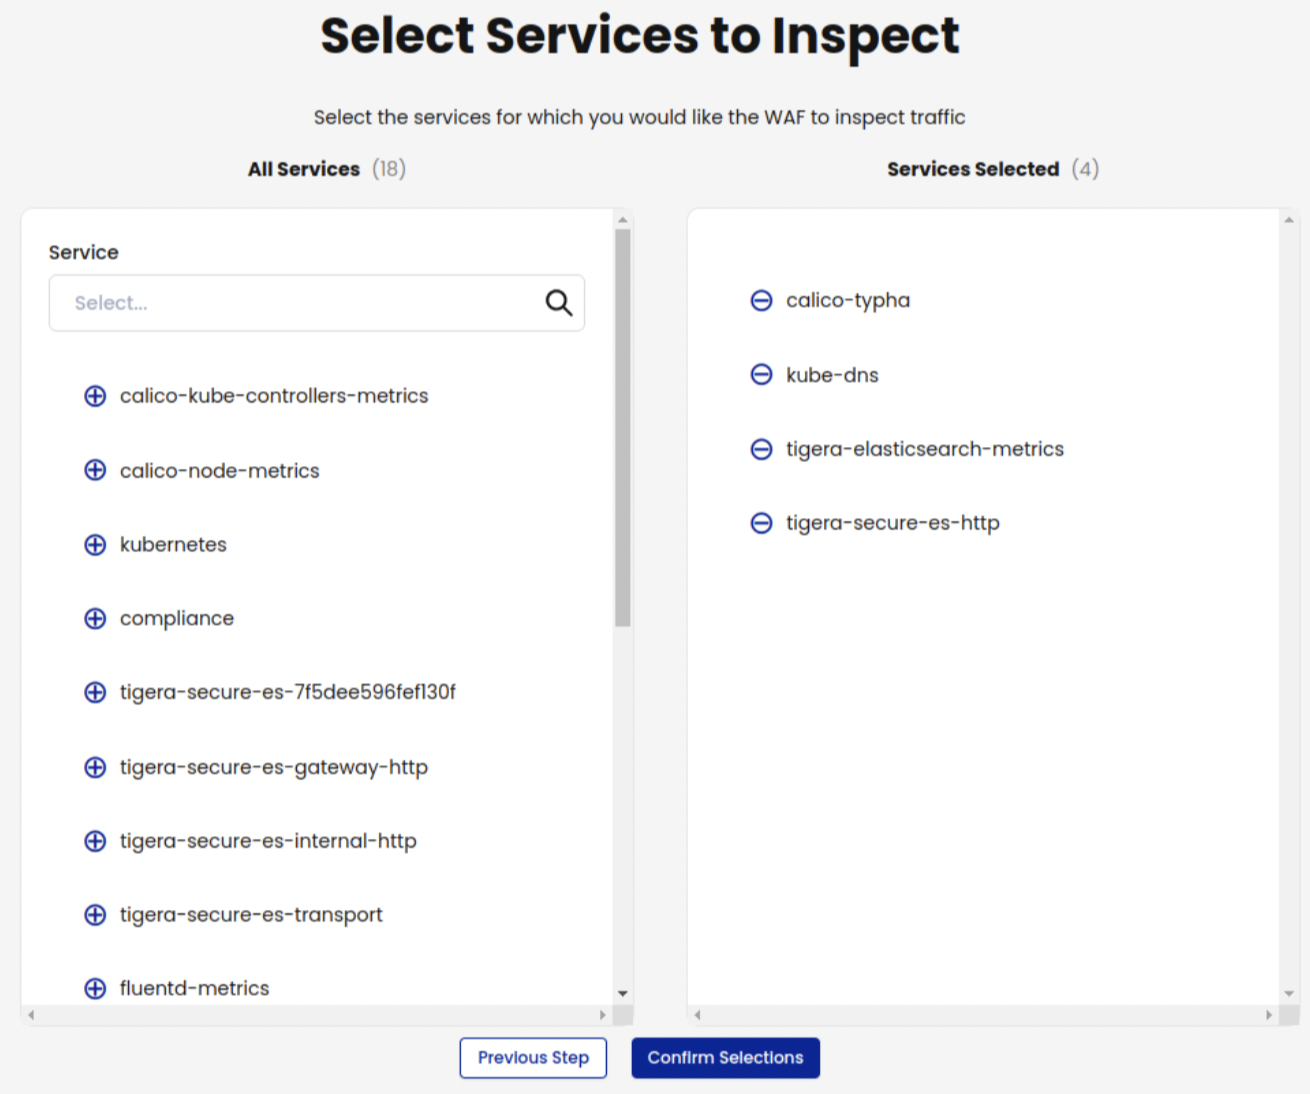 Select Services to Inspect
Select the services for which you would like the WAF to inspect traffic
All Services (18)
Service
Select...
calico-kube-controllers-metrics
calico-node-metrics
kubernetes
compliance
tigera-secure-es-7f5dee596fef130f
tigera-secure-es-gateway-http
tigera-secure-es-internal-http
tigera-secure-es-transport
fluentd-metrics
Services Selected (4)
calico-typha
kube-dns
tigera-elasticsearch-metrics
tigera-secure-es-http
Previous Step
Confirm Selections